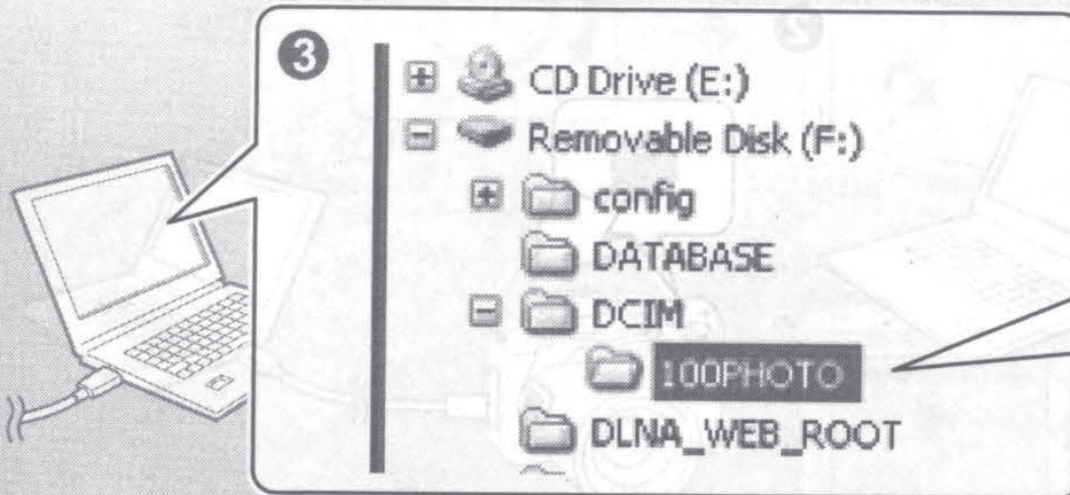 3
CD Drive (E:)
Removable Disk (F:)
config
DATABASE
DCIM
100PHOTO
DLNA_WEB_ROOT